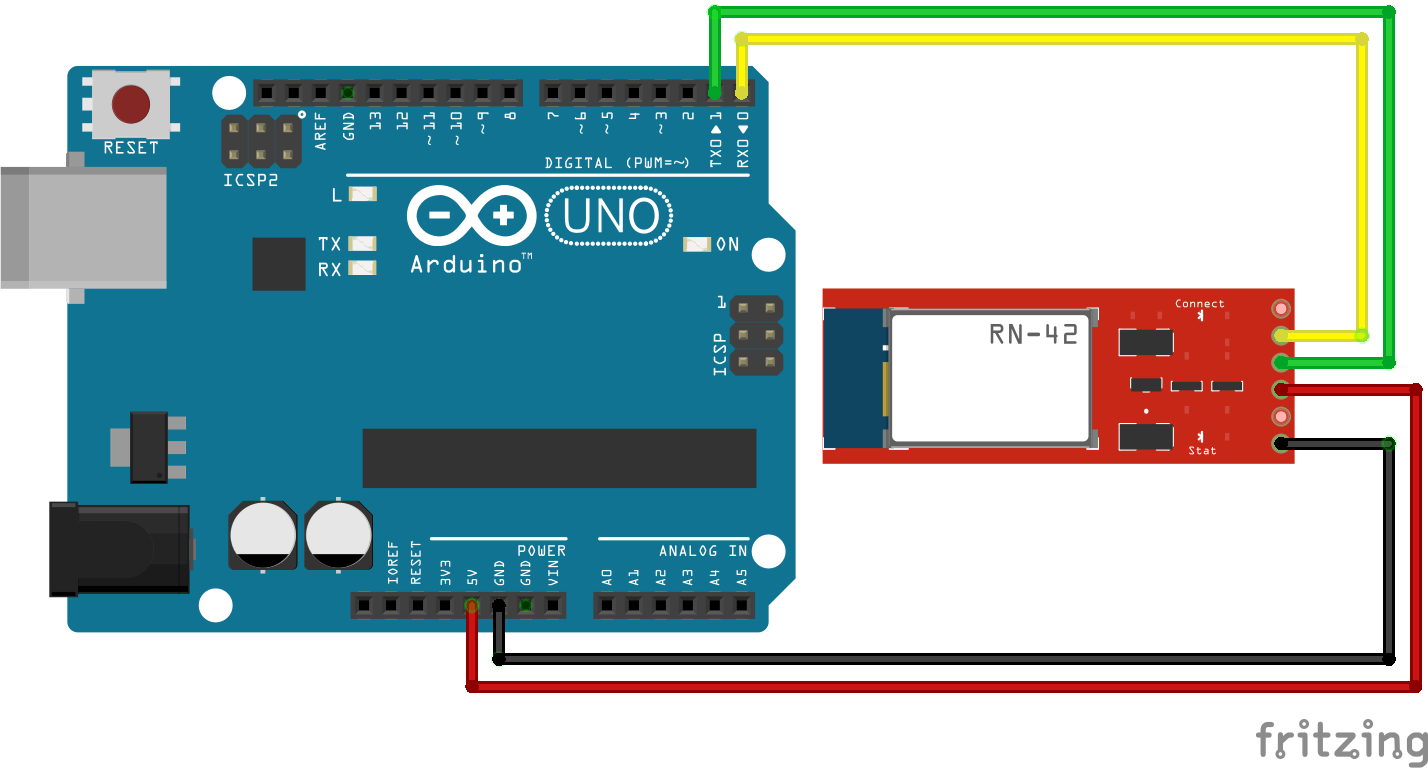 RESET
ICSP2
AREF
GND
13
12
~11
~10
~9
8
7
~6
~5
4
~3
2
TX0▶1
RX0◀0
DIGITAL (PWM=~)
L
TX
RX
Arduino™
UNO
ON
1
ICSP
RN-42
Connect
Stat
IOREF
RESET
3V3
5V
GND
GND
VIN
POWER
ANALOG IN
A0
A1
A2
A3
A4
A5
fritzing